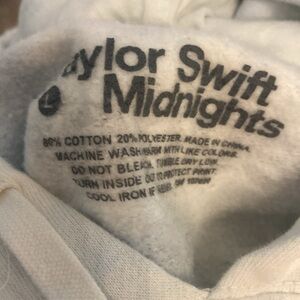 aylor Swift
L Midnights
80% COTTON 20% POLYESTER. MADE IN CHINA.
MACHINE WASH WARM WITH LIKE COLORS.
DO NOT BLEACH. TUMBLE DRY LOW.
TURN INSIDE OUT TO PROTECT PRINT.
COOL IRON IF